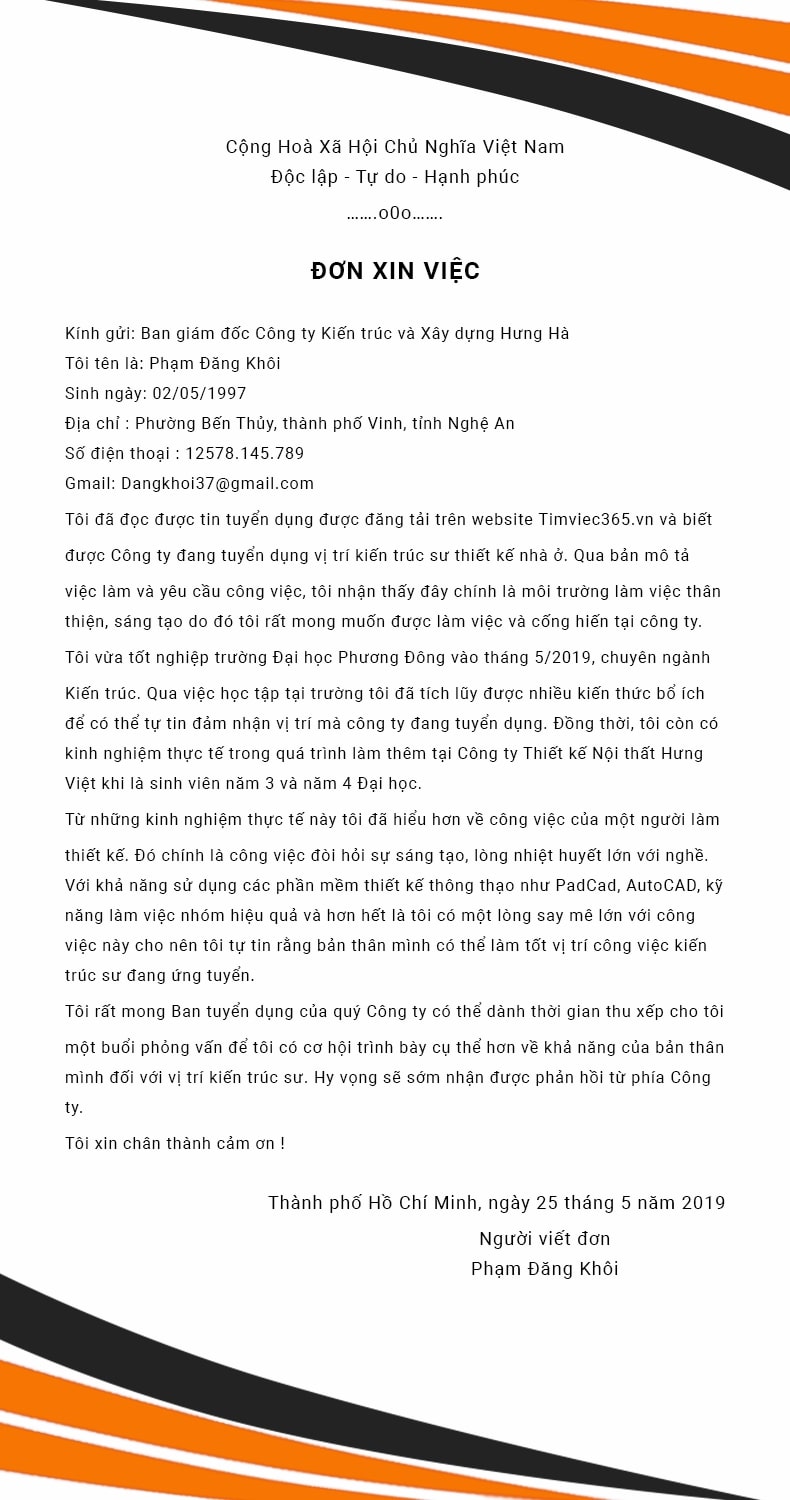 Cộng Hoà Xã Hội Chủ Nghĩa Việt Nam
Độc lập - Tự do - Hạnh phúc
…….o0o…….
ĐƠN XIN VIỆC
Kính gửi: Ban giám đốc Công ty Kiến trúc và Xây dựng Hưng Hà
Tôi tên là: Phạm Đăng Khôi
Sinh ngày: 02/05/1997
Địa chỉ : Phường Bến Thủy, thành phố Vinh, tỉnh Nghệ An
Số điện thoại : 12578.145.789
Gmail: Dangkhoi37@gmail.com
Tôi đã đọc được tin tuyển dụng được đăng tải trên website Timviec365.vn và biết
được Công ty đang tuyển dụng vị trí kiến trúc sư thiết kế nhà ở. Qua bản mô tả
việc làm và yêu cầu công việc, tôi nhận thấy đây chính là môi trường làm việc thân
thiện, sáng tạo do đó tôi rất mong muốn được làm việc và cống hiến tại công ty.
Tôi vừa tốt nghiệp trường Đại học Phương Đông vào tháng 5/2019, chuyên ngành
Kiến trúc. Qua việc học tập tại trường tôi đã tích lũy được nhiều kiến thức bổ ích
để có thể tự tin đảm nhận vị trí mà công ty đang tuyển dụng. Đồng thời, tôi còn có
kinh nghiệm thực tế trong quá trình làm thêm tại Công ty Thiết kế Nội thất Hưng
Việt khi là sinh viên năm 3 và năm 4 Đại học.
Từ những kinh nghiệm thực tế này tôi đã hiểu hơn về công việc của một người làm
thiết kế. Đó chính là công việc đòi hỏi sự sáng tạo, lòng nhiệt huyết lớn với nghề.
Với khả năng sử dụng các phần mềm thiết kế thông thạo như PadCad, AutoCAD, kỹ
năng làm việc nhóm hiệu quả và hơn hết là tôi có một lòng say mê lớn với công
việc này cho nên tôi tự tin rằng bản thân mình có thể làm tốt vị trí công việc kiến
trúc sư đang ứng tuyển.
Tôi rất mong Ban tuyển dụng của quý Công ty có thể dành thời gian thu xếp cho tôi
một buổi phỏng vấn để tôi có cơ hội trình bày cụ thể hơn về khả năng của bản thân
mình đối với vị trí kiến trúc sư. Hy vọng sẽ sớm nhận được phản hồi từ phía Công
ty.
Tôi xin chân thành cảm ơn !
Thành phố Hồ Chí Minh, ngày 25 tháng 5 năm 2019
Người viết đơn
Phạm Đăng Khôi